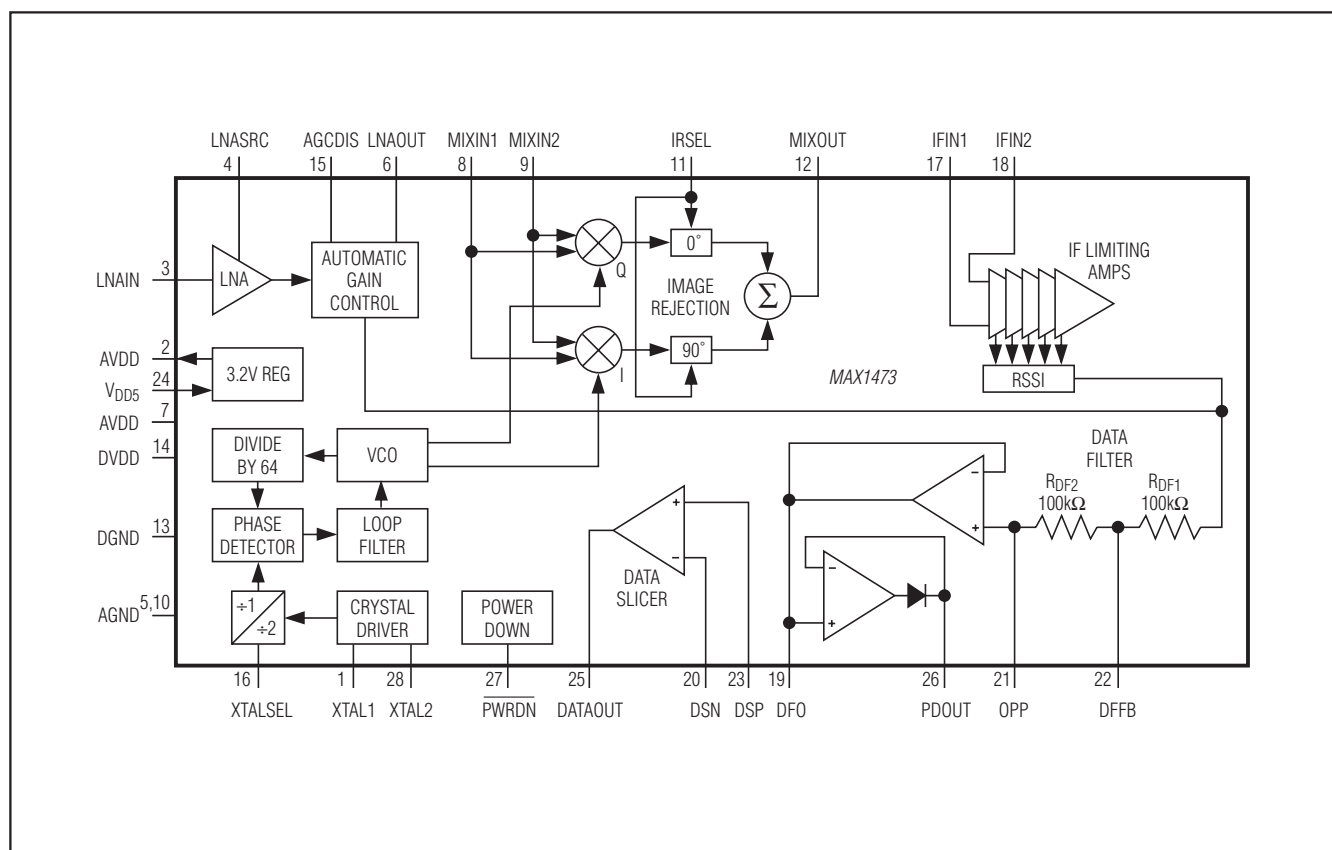 LNASRC
4
AGCDIS
15
LNAOUT
6
MIXIN1
8
MIXIN2
9
IRSEL
11
MIXOUT
12
IFIN1
17
IFIN2
18
LNAIN
3
LNA
AUTOMATIC
GAIN
CONTROL
Q
0°
IMAGE
REJECTION
Σ
IF LIMITING
AMPS
I
90°
MAX1473
RSSI
AVDD
2
3.2V REG
VDD5
24
AVDD
7
DVDD
14
DIVIDE
BY 64
VCO
DGND
13
PHASE
DETECTOR
LOOP
FILTER
AGND
5,10
÷1
÷2
CRYSTAL
DRIVER
POWER
DOWN
+
−
DATA
SLICER
−
+
−
+
DATA
FILTER
RDF2
100kΩ
RDF1
100kΩ
16
XTALSEL
1
XTAL1
28
XTAL2
27
PWRDN
25
DATAOUT
20
DSN
23
DSP
19
DFO
26
PDOUT
21
OPP
22
DFFB